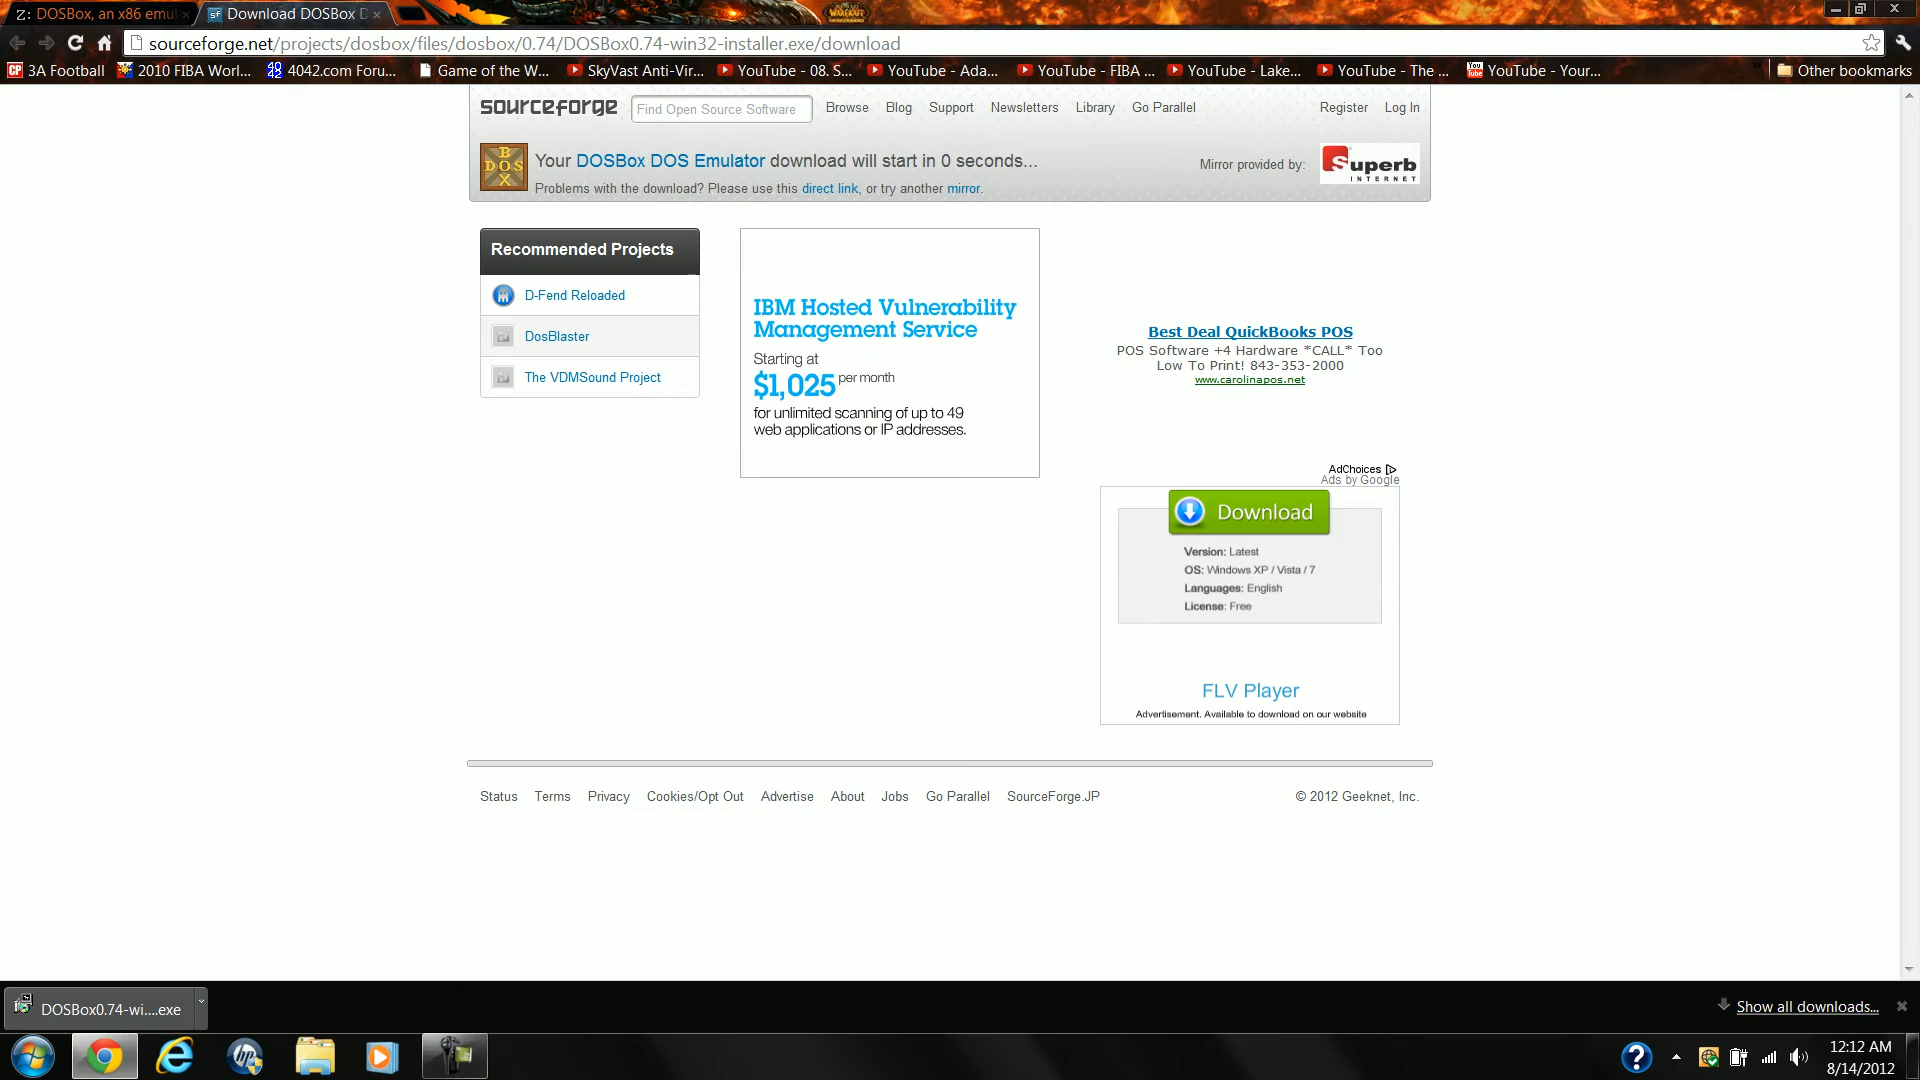 Z: DOSBox, an x86 emul
sf Download DOSBox D
sourceforge.net/projects/dosbox/files/dosbox/0.74/DOSBox0.74-win32-installer.exe/download
3A Football
2010 FIBA Worl...
4042.com Foru...
Game of the W...
SkyVast Anti-Vir...
YouTube - 08. S...
YouTube - Ada...
YouTube - FIBA ...
YouTube - Lake...
YouTube - The ...
YouTube - Your...
Other bookmarks
sourceforge
Find Open Source Software
Browse
Blog
Support
Newsletters
Library
Go Parallel
Register
Log In
DOS BOX
Your DOSBox DOS Emulator download will start in 0 seconds...
Problems with the download? Please use this direct link, or try another mirror.
Mirror provided by:
Superb
INTERNET
Recommended Projects
D-Fend Reloaded
DosBlaster
The VDMSound Project
IBM Hosted Vulnerability
Management Service
Starting at
$1,025 per month
for unlimited scanning of up to 49
web applications or IP addresses.
Best Deal QuickBooks POS
POS Software +4 Hardware *CALL* Too
Low To Print! 843-353-2000
www.carolinapos.net
AdChoices
Ads by Google
Download
Version: Latest
OS: Windows XP / Vista / 7
Languages: English
License: Free
FLV Player
Advertisement. Available to download on our website
Status
Terms
Privacy
Cookies/Opt Out
Advertise
About
Jobs
Go Parallel
SourceForge.JP
© 2012 Geeknet, Inc.
DOSBox0.74-wi....exe
Show all downloads...
hp
12:12 AM
8/14/2012